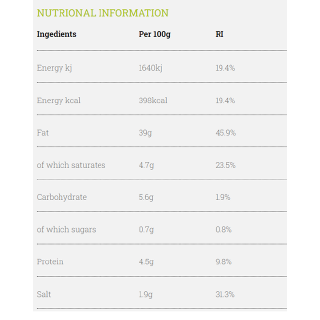 NUTRIONAL INFORMATION
Ingedients Per 100g RI
Energy kj 1640kj 19.4%
Energy kcal 398kcal 19.4%
Fat 39g 45.9%
of which saturates 4.7g 23.5%
Carbohydrate 5.6g 1.9%
of which sugars 0.7g 0.8%
Protein 4.5g 9.8%
Salt 1.9g 31.3%